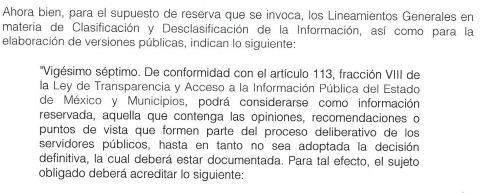 Ahora bien, para el supuesto de reserva que se invoca, los Lineamientos Generales en
materia de Clasificación y Desclasificación de la Información, así como para la
elaboración de versiones públicas, indican lo siguiente:
"Vigésimo séptimo. De conformidad con el artículo 113, fracción VIII de
la Ley de Transparencia y Acceso a la Información Pública del Estado
de México y Municipios, podrá considerarse como información
reservada, aquella que contenga las opiniones, recomendaciones o
puntos de vista que formen parte del proceso deliberativo de los
servidores públicos, hasta en tanto no sea adoptada la decisión
definitiva, la cual deberá estar documentada. Para tal efecto, el sujeto
obligado deberá acreditar lo siguiente: